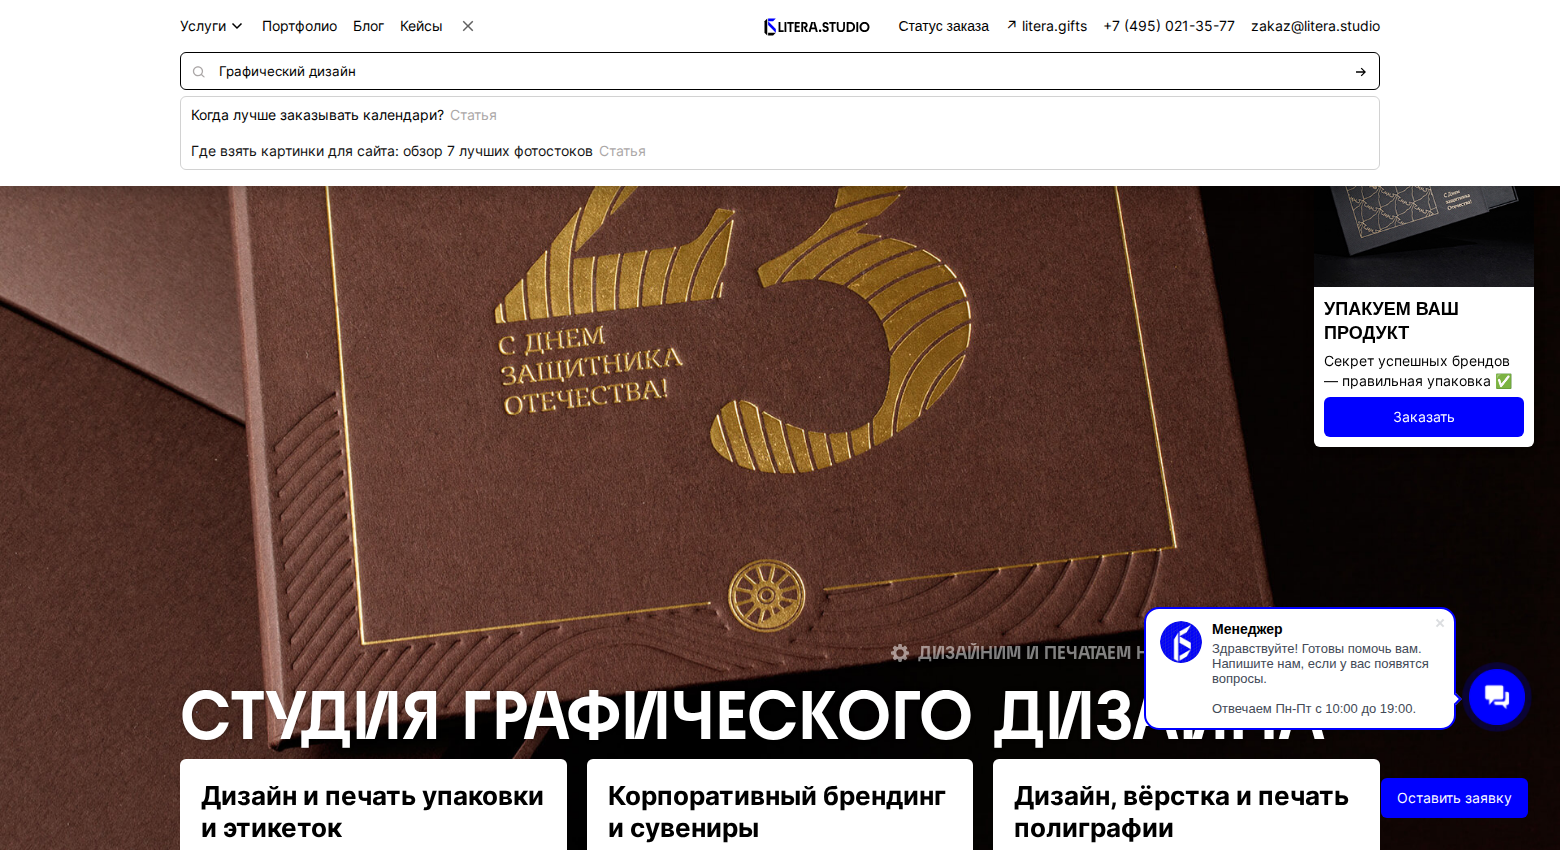 Услуги
Портфолио
Блог
Кейсы
LITERA.STUDIO
Статус заказа
litera.gifts
+7 (495) 021-35-77
zakaz@litera.studio
Графический дизайн
Когда лучше заказывать календари? Статья
Где взять картинки для сайта: обзор 7 лучших фотостоков Статья
С ДНЕМ
ЗАЩИТНИКА
ОТЕЧЕСТВА!
С Днем
защитника
Отечества!
УПАКУЕМ ВАШ
ПРОДУКТ
Секрет успешных брендов
— правильная упаковка ✅
Заказать
ДИЗАЙНИМ И ПЕЧАТАЕМ
СТУДИЯ ГРАФИЧЕСКОГО
Менеджер
Здравствуйте! Готовы помочь вам.
Напишите нам, если у вас появятся
вопросы.
Отвечаем Пн-Пт с 10:00 до 19:00.
Дизайн и печать упаковки
и этикеток
Корпоративный брендинг
и сувениры
Дизайн, вёрстка и печать
полиграфии
Оставить заявку